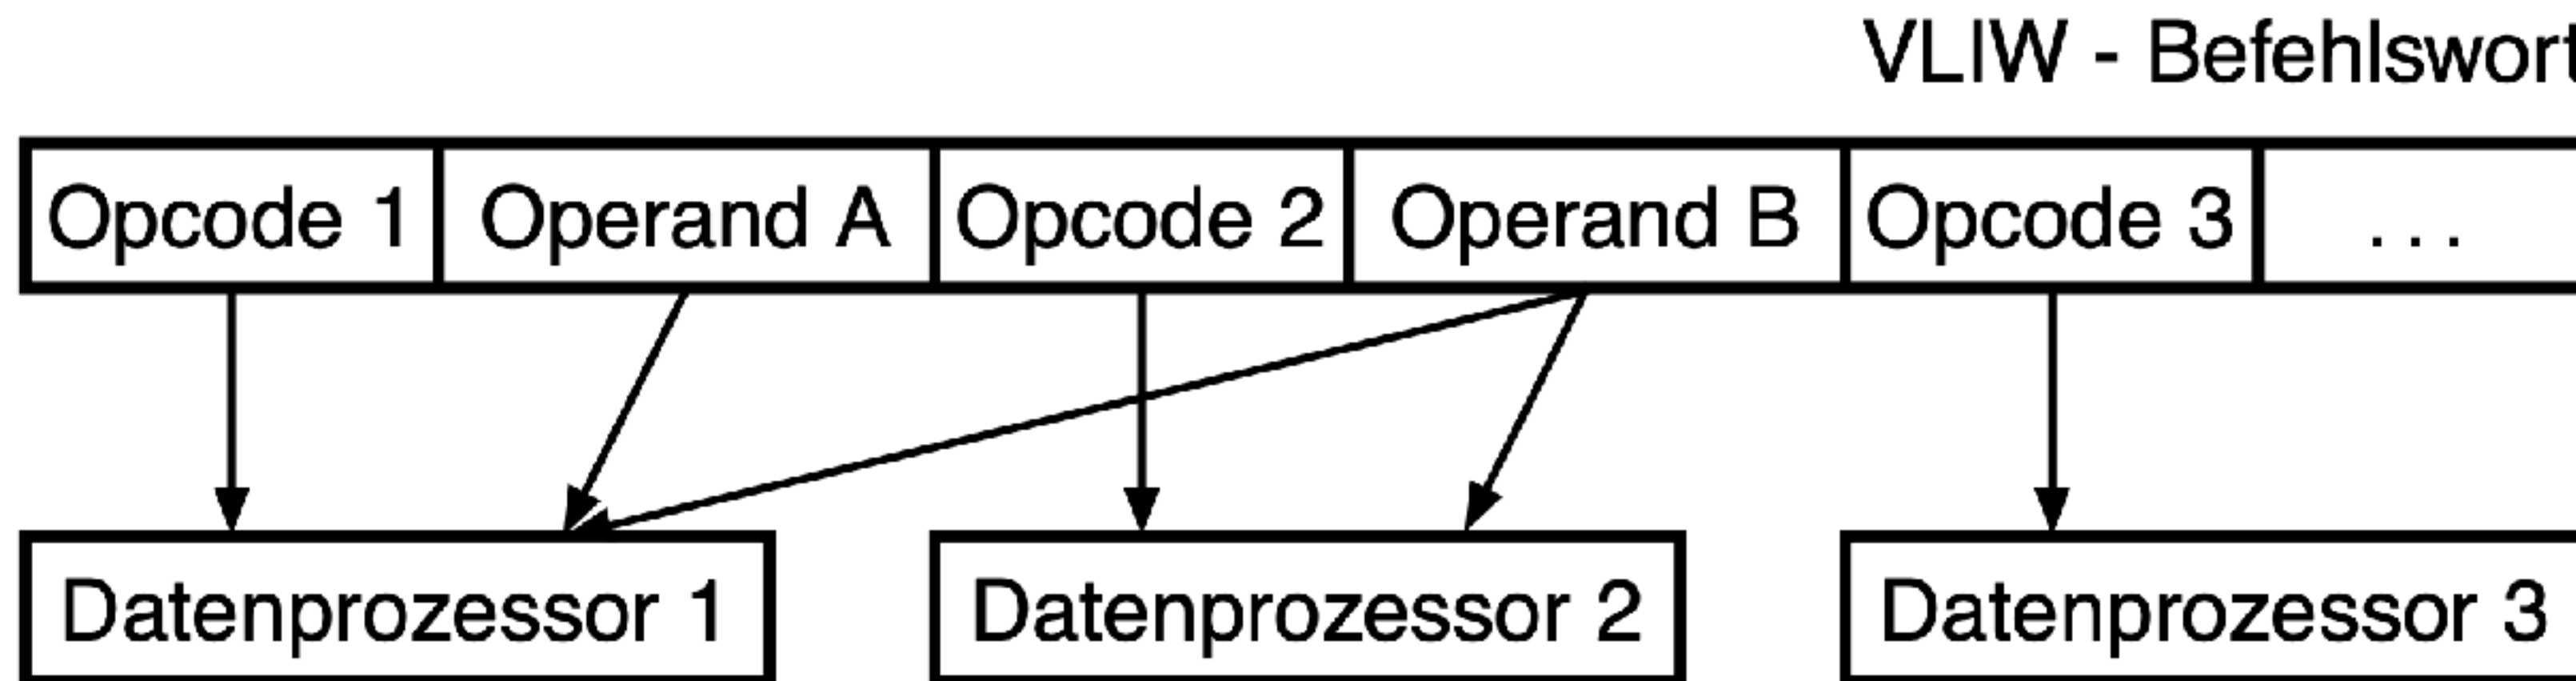 VLIW - Befehlswort
Opcode 1 Operand A Opcode 2 Operand B Opcode 3 ...
Datenprozessor 1 Datenprozessor 2 Datenprozessor 3